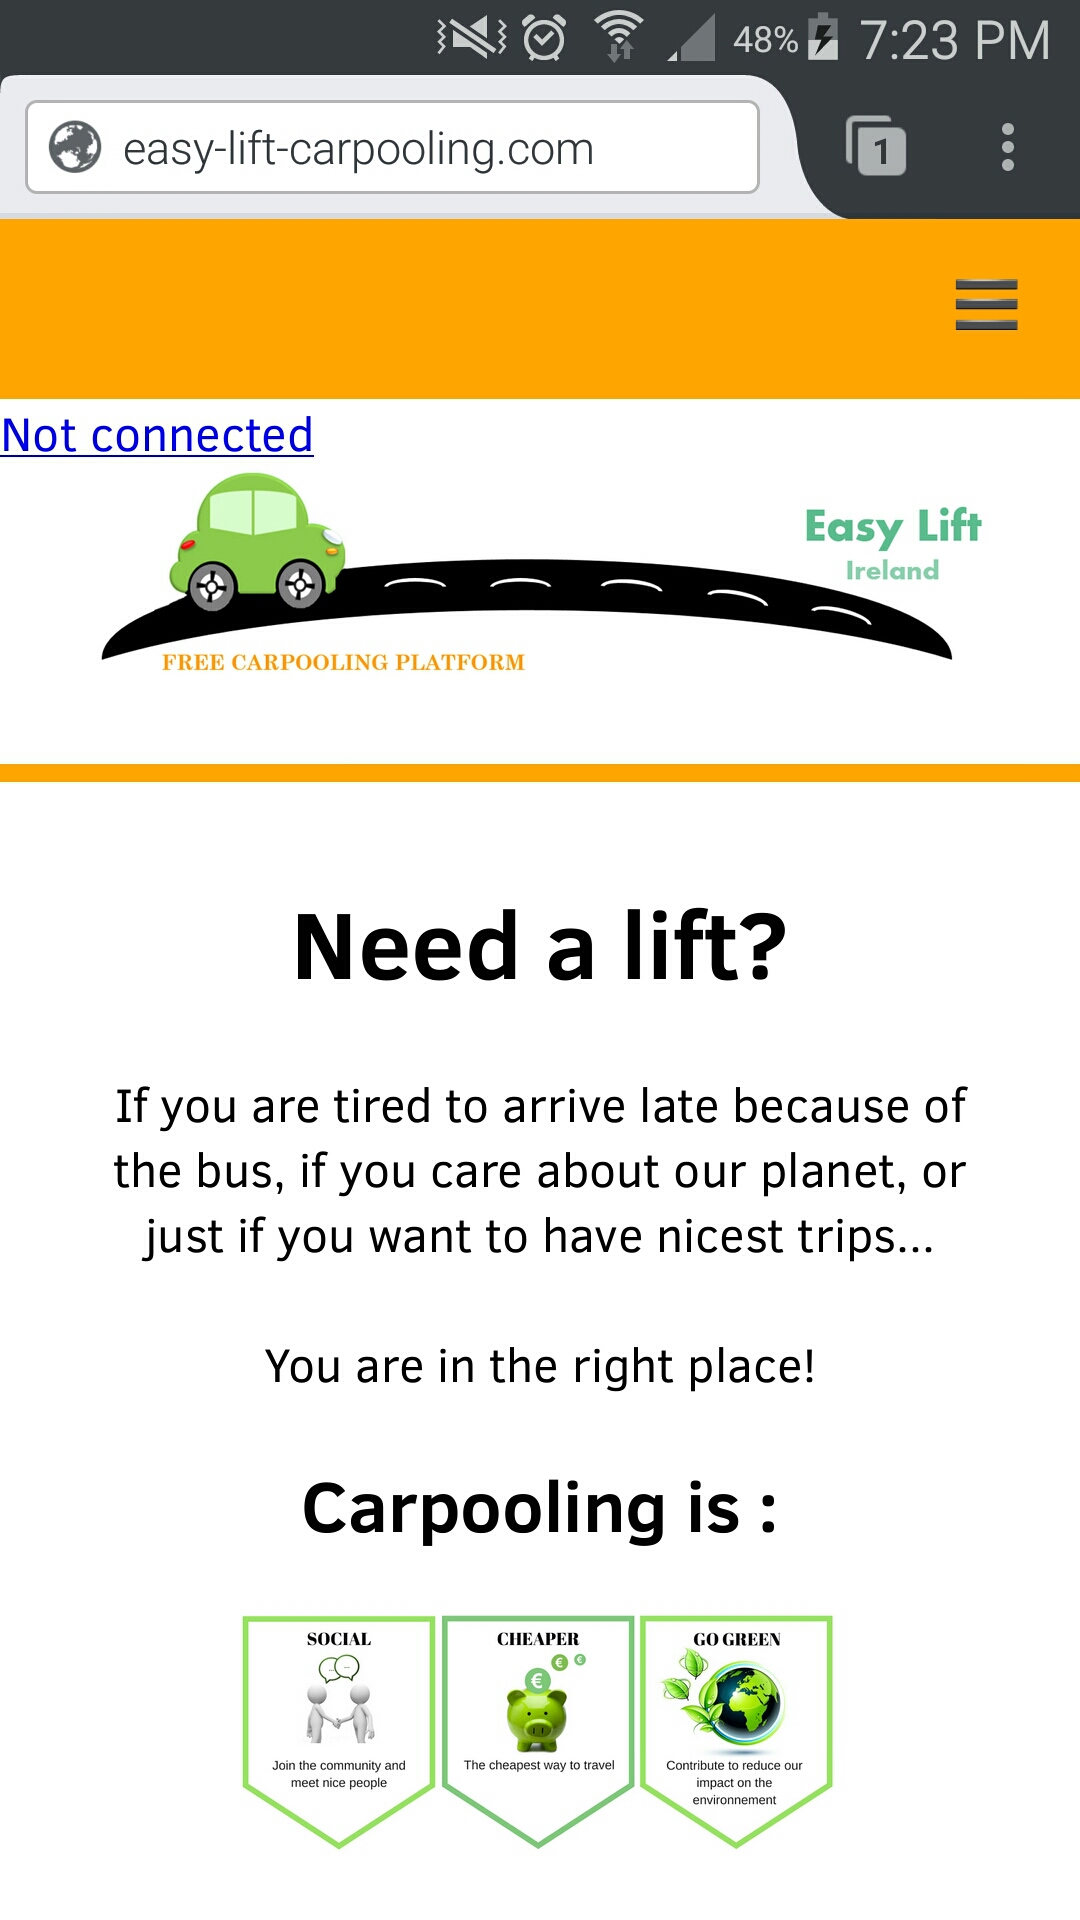 48% 7:23 PM
easy-lift-carpooling.com
1
Not connected
Easy Lift
Ireland
FREE CARPOOLING PLATFORM
Need a lift?
If you are tired to arrive late because of
the bus, if you care about our planet, or
just if you want to have nicest trips...
You are in the right place!
Carpooling is :
SOCIAL
Join the community and
meet nice people
CHEAPER
€ € €
The cheapest way to travel
GO GREEN
Contribute to reduce our
impact on the
environnement